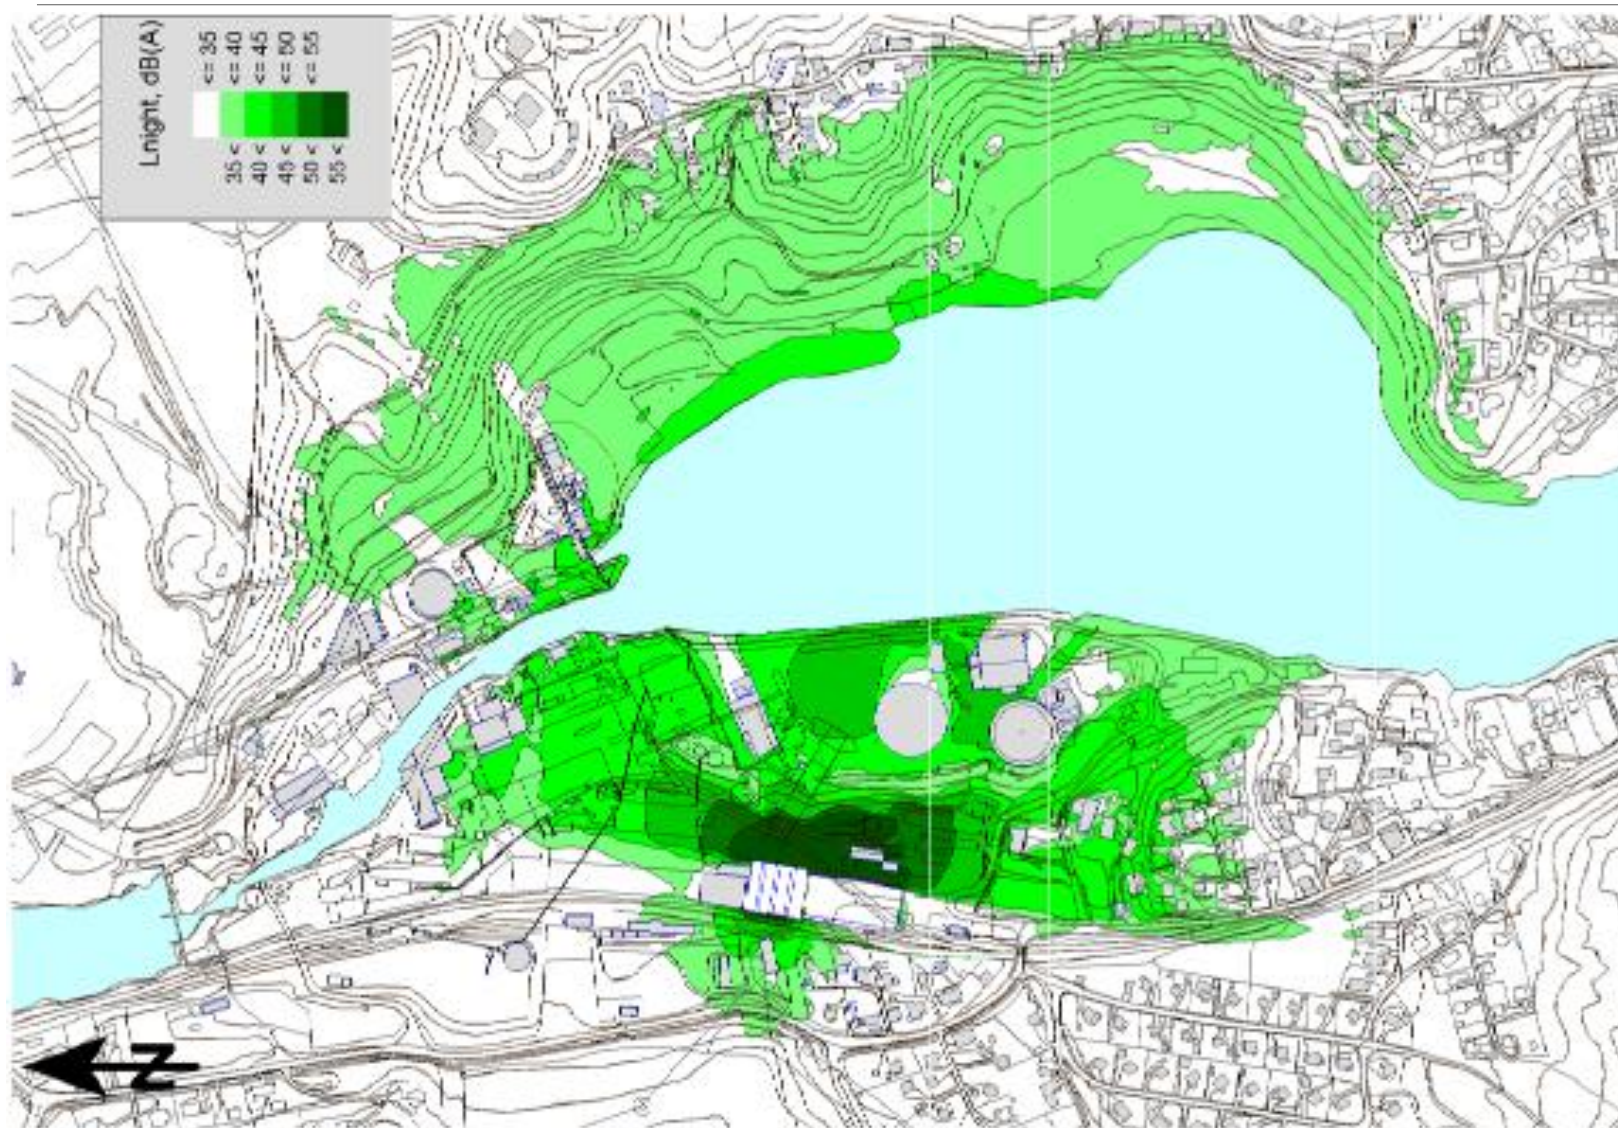 Lnight, dB(A)
<= 35
35 < <= 40
40 < <= 45
45 < <= 50
50 < <= 55
55 <
N